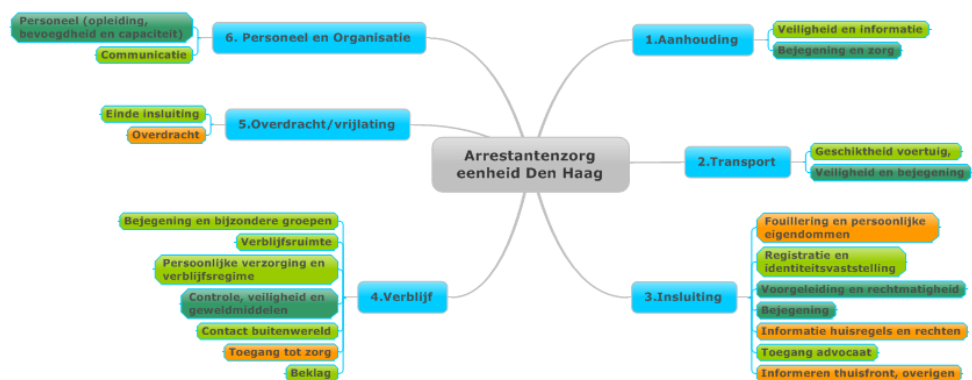 Arrestantenzorg
eenheid Den Haag
1.Aanhouding
Veiligheid en informatie
Bejegening en zorg
2.Transport
Geschiktheid voertuig,
Veiligheid en bejegening
3.Insluiting
Fouillering en persoonlijke
eigendommen
Registratie en
identiteitsvaststelling
Voorgeleiding en rechtmatigheid
Bejegening
Informatie huisregels en rechten
Toegang advocaat
Informeren thuisfront, overigen
4.Verblijf
Bejegening en bijzondere groepen
Verblijfsruimte
Persoonlijke verzorging en
verblijfsregime
Controle, veiligheid en
geweldmiddelen
Contact buitenwereld
Toegang tot zorg
Beklag
5.Overdracht/vrijlating
Einde insluiting
Overdracht
6. Personeel en Organisatie
Personeel (opleiding,
bevoegdheid en capaciteit)
Communicatie